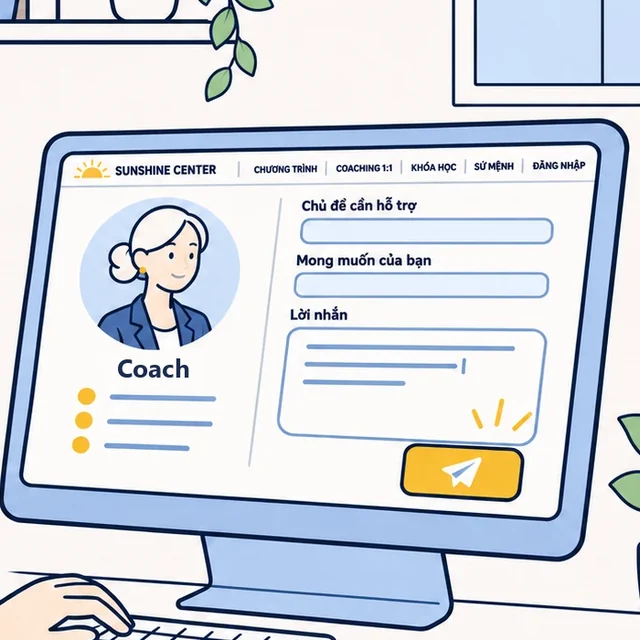 SUNSHINE CENTER
CHƯƠNG TRÌNH
COACHING 1:1
KHÓA HỌC
SỨ MỆNH
ĐĂNG NHẬP
Coach
Chủ đề cần hỗ trợ
Mong muốn của bạn
Lời nhắn